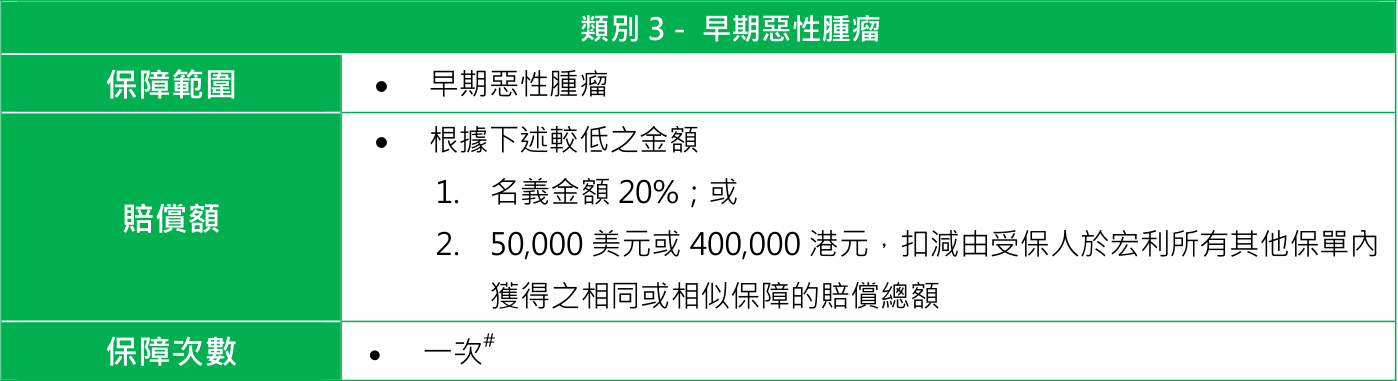 類別 3 - 早期惡性腫瘤
保障範圍
• 早期惡性腫瘤
賠償額
• 根據下述較低之金額
1. 名義金額 20%；或
2. 50,000 美元或 400,000 港元，扣減由受保人於宏利所有其他保單內
獲得之相同或相似保障的賠償總額
保障次數
• 一次#